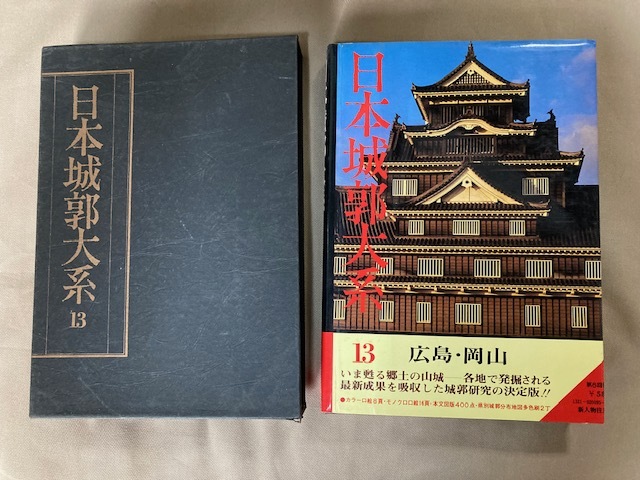 日本城郭大系
13
日本城郭大系
13 広島・岡山
いま甦る郷土の山城──各地で発掘される
最新成果を吸収した城郭研究の決定版!!
●カラー口絵8頁・モノクロ口絵16頁・本文図版400点・県別城郭分布地図多色刷2丁
第6回
新人物往